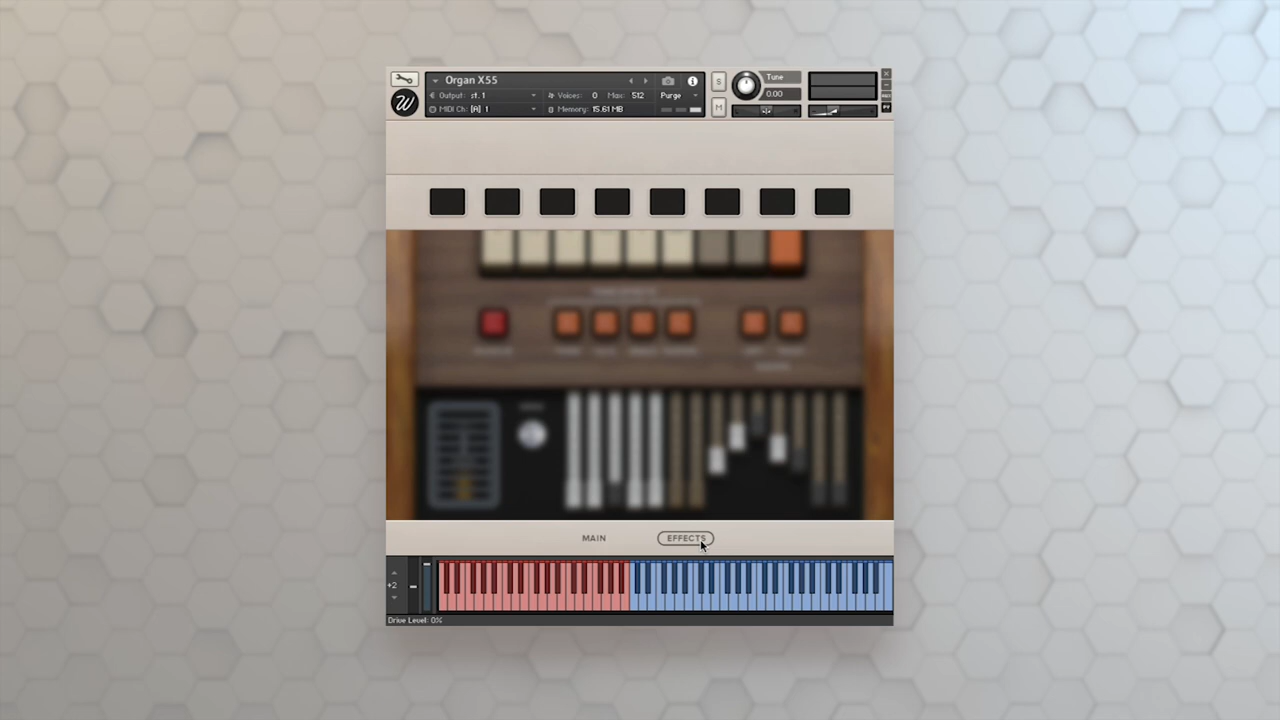 Organ X55
Output: st. 1
Voices: 0 Max: 512
Purge
MIDI Ch: [A] 1
Memory: 15.61 MB
S
M
Tune
0.00
MAIN
EFFECTS
+2
Drive Level: 0%